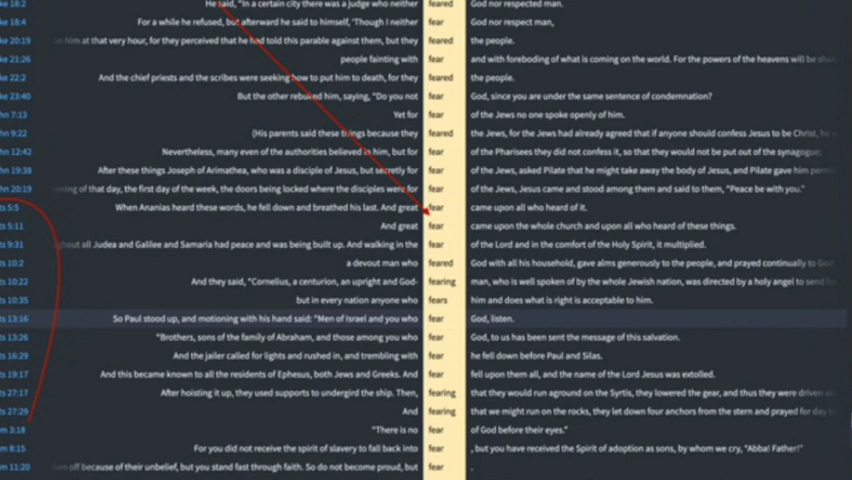 ke 18:2 He said, "In a certain city there was a judge who neither feared God nor respected man.
ke 18:4 For a while he refused, but afterward he said to himself, 'Though I neither fear God nor respect man,
ke 20:19 him at that very hour, for they perceived that he had told this parable against them, but they feared the people.
ke 21:26 people fainting with fear and with foreboding of what is coming on the world. For the powers of the heavens will be
ke 22:2 And the chief priests and the scribes were seeking how to put him to death, for they feared the people.
ke 23:40 But the other rebuked him, saying, "Do you not fear God, since you are under the same sentence of condemnation?
hn 7:13 Yet for fear of the Jews no one spoke openly of him.
hn 9:22 (His parents said these things because they feared the Jews, for the Jews had already agreed that if anyone should confess Jesus to be Christ,
hn 12:42 Nevertheless, many even of the authorities believed in him, but for fear of the Pharisees they did not confess it, so that they would not be put out of the synagogue;
hn 19:38 After these things Joseph of Arimathea, who was a disciple of Jesus, but secretly for fear of the Jews, asked Pilate that he might take away the body of Jesus, and Pilate gave him
hn 20:19 of that day, the first day of the week, the doors being locked where the disciples were for fear of the Jews, Jesus came and stood among them and said to them, "Peace be with you."
ts 5:5 When Ananias heard these words, he fell down and breathed his last. And great fear came upon all who heard of it.
ts 5:11 And great fear came upon the whole church and upon all who heard of these things.
ts 9:31 all Judea and Galilee and Samaria had peace and was being built up. And walking in the fear of the Lord and in the comfort of the Holy Spirit, it multiplied.
ts 10:2 a devout man who feared God with all his household, gave alms generously to the people, and prayed continually to God
ts 10:22 And they said, "Cornelius, a centurion, an upright and God- fearing man, who is well spoken of by the whole Jewish nation, was directed by a holy angel to send
ts 10:35 but in every nation anyone who fears him and does what is right is acceptable to him.
ts 13:16 So Paul stood up, and motioning with his hand said: "Men of Israel and you who fear God, listen.
ts 13:26 "Brothers, sons of the family of Abraham, and those among you who fear God, to us has been sent the message of this salvation.
ts 16:29 And the jailer called for lights and rushed in, and trembling with fear he fell down before Paul and Silas.
ts 19:17 And this became known to all the residents of Ephesus, both Jews and Greeks. And fear fell upon them all, and the name of the Lord Jesus was extolled.
ts 27:17 After hoisting it up, they used supports to undergird the ship. Then, fearing that they would run aground on the Syrtis, they lowered the gear, and thus they were driven
ts 27:29 And fearing that we might run on the rocks, they let down four anchors from the stern and prayed for day
m 3:18 "There is no fear of God before their eyes."
m 8:15 For you did not receive the spirit of slavery to fall back into fear , but you have received the Spirit of adoption as sons, by whom we cry, "Abba! Father!"
m 11:20 off because of their unbelief, but you stand fast through faith. So do not become proud, but fear .